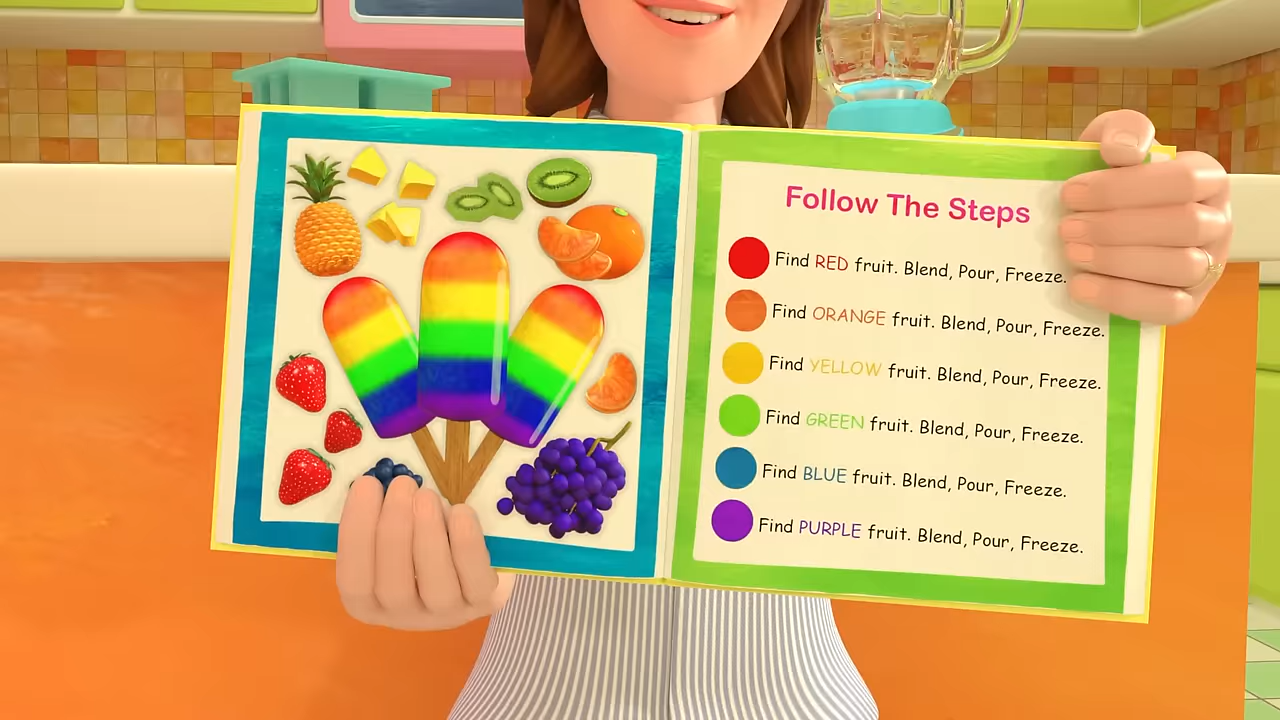 Follow The Steps
Find RED fruit. Blend, Pour, Freeze.
Find ORANGE fruit. Blend, Pour, Freeze.
Find YELLOW fruit. Blend, Pour, Freeze.
Find GREEN fruit. Blend, Pour, Freeze.
Find BLUE fruit. Blend, Pour, Freeze.
Find PURPLE fruit. Blend, Pour, Freeze.